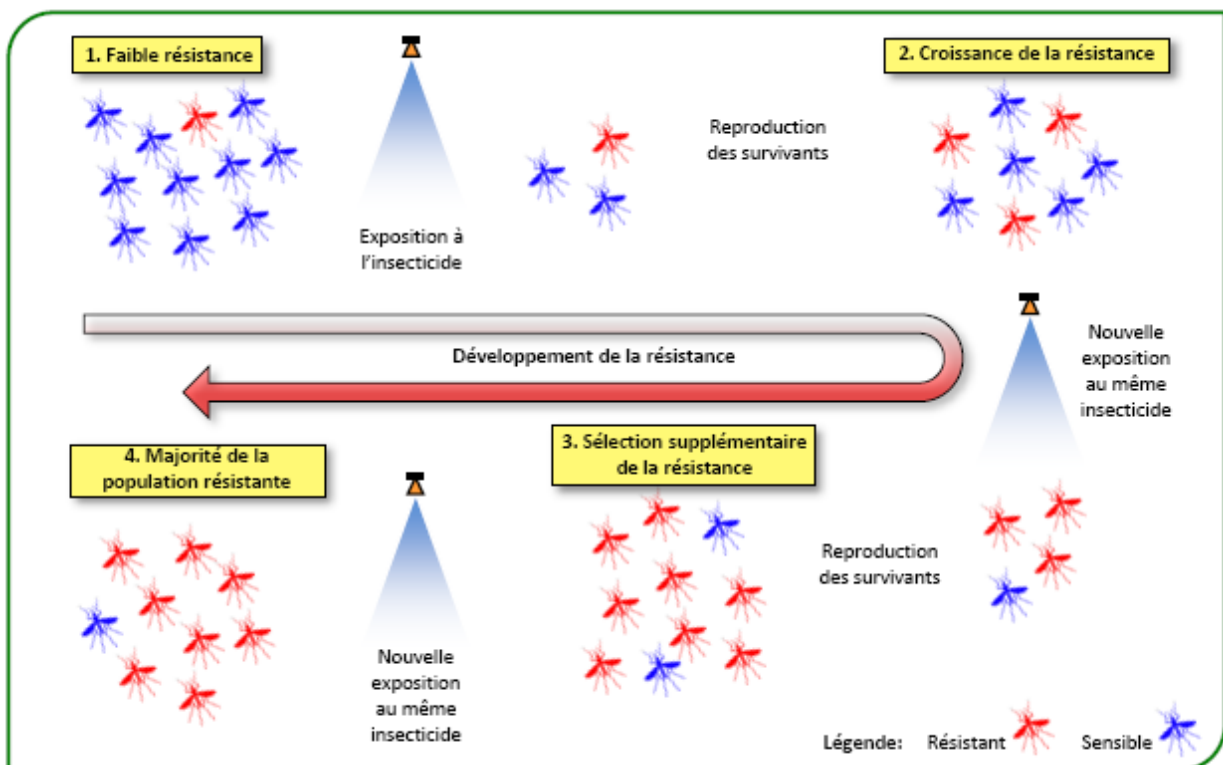 1. Faible résistance
2. Croissance de la résistance
Reproduction
des survivants
Exposition à
l'insecticide
Nouvelle
exposition
au même
insecticide
Développement de la résistance
3. Sélection supplémentaire
de la résistance
4. Majorité de la
population résistante
Reproduction
des survivants
Nouvelle
exposition
au même
insecticide
Légende: Résistant Sensible